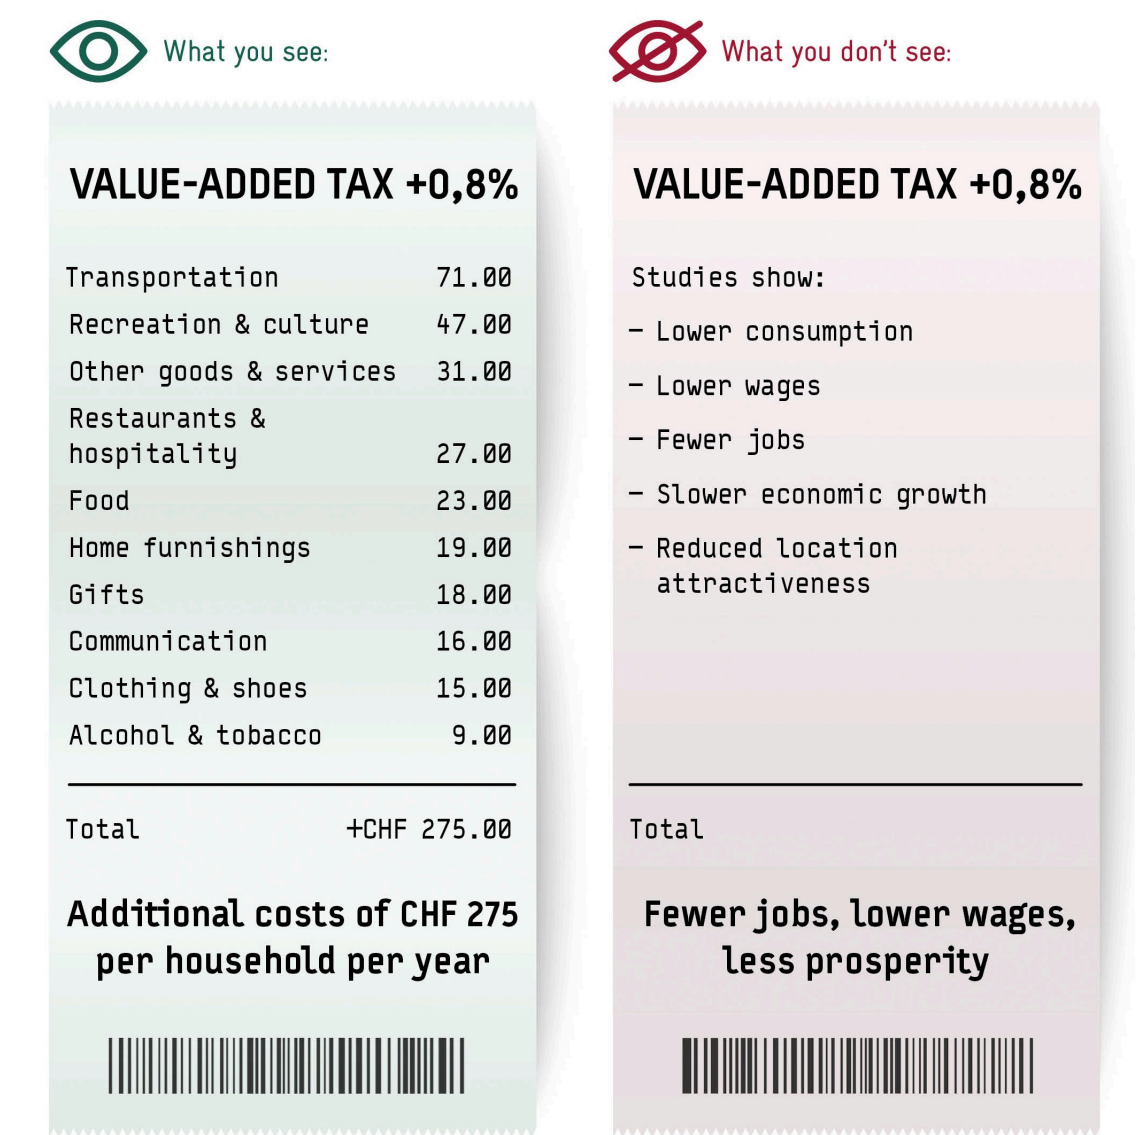 What you see:
VALUE-ADDED TAX +0,8%
Transportation 71.00
Recreation & culture 47.00
Other goods & services 31.00
Restaurants &
hospitality 27.00
Food 23.00
Home furnishings 19.00
Gifts 18.00
Communication 16.00
Clothing & shoes 15.00
Alcohol & tobacco 9.00
Total +CHF 275.00
Additional costs of CHF 275
per household per year
What you don't see:
VALUE-ADDED TAX +0,8%
Studies show:
– Lower consumption
– Lower wages
– Fewer jobs
– Slower economic growth
– Reduced location
attractiveness
Total
Fewer jobs, lower wages,
less prosperity